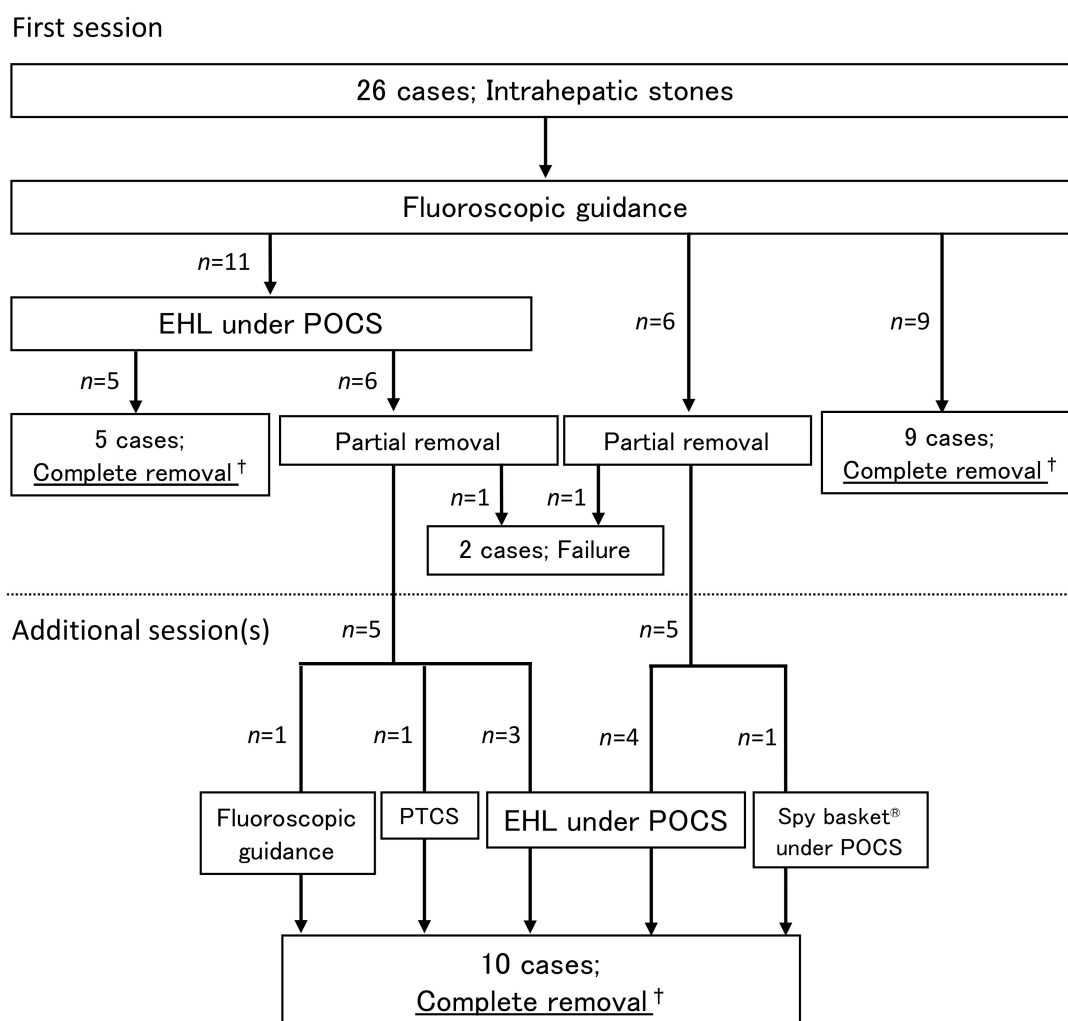 First session
26 cases; Intrahepatic stones
Fluoroscopic guidance
n=11
EHL under POCS
n=6
n=9
n=5
n=6
5 cases;
Complete removal†
Partial removal
Partial removal
9 cases;
Complete removal†
n=1
n=1
2 cases; Failure
Additional session(s)
n=5
n=5
n=1
n=1
n=3
n=4
n=1
Fluoroscopic
guidance
PTCS
EHL under POCS
Spy basket®
under POCS
10 cases;
Complete removal†